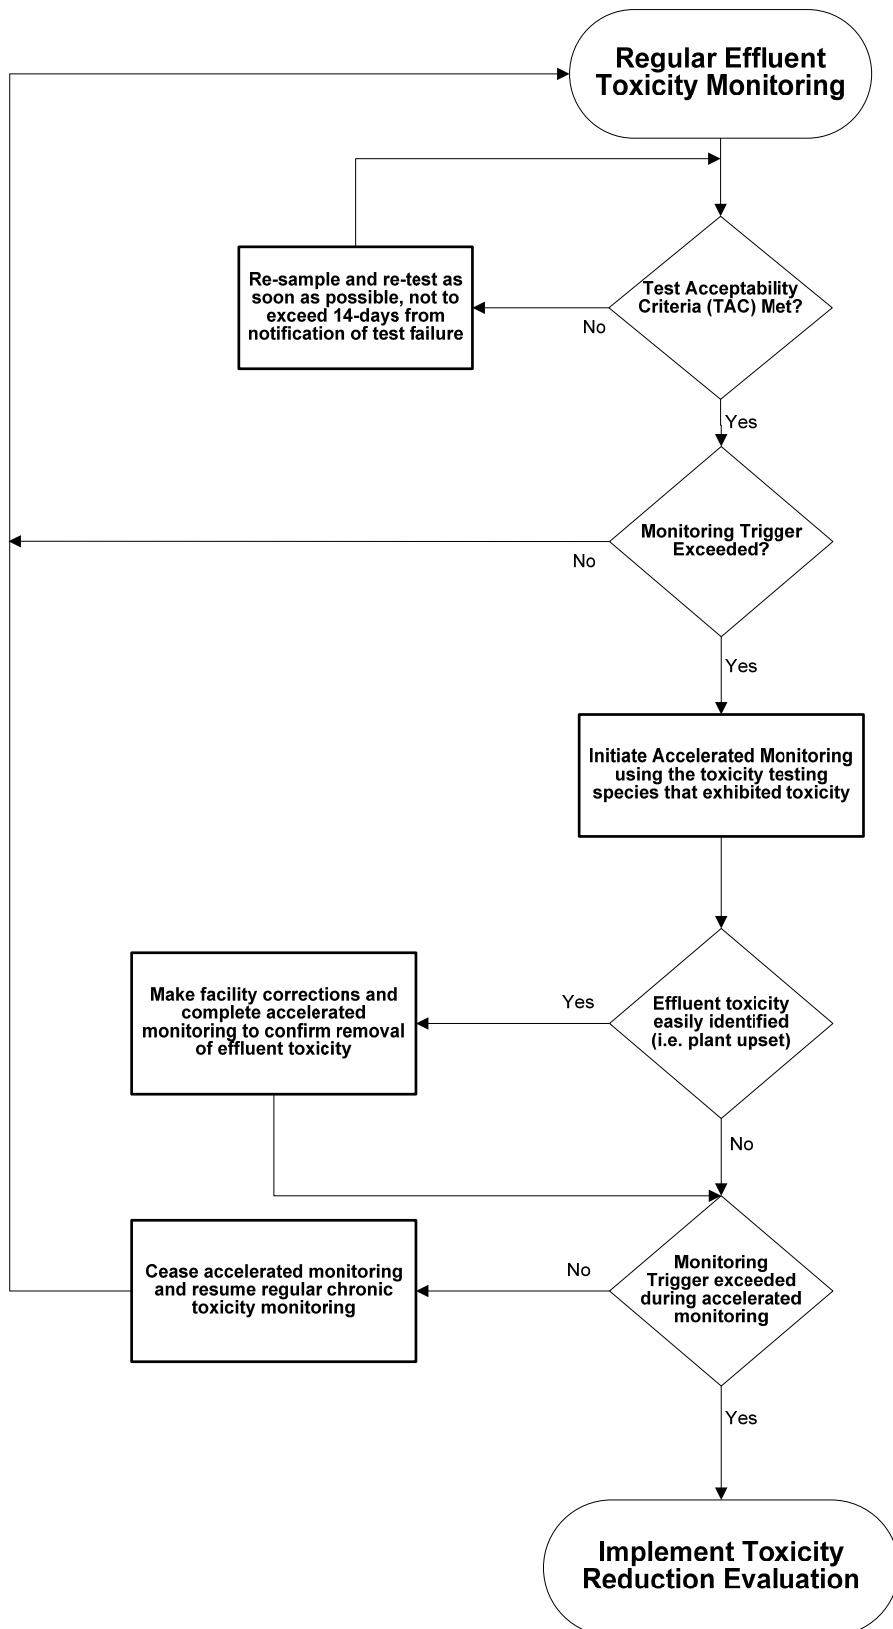 Regular Effluent
Toxicity Monitoring
Test Acceptability
Criteria (TAC) Met?
No
Re-sample and re-test as
soon as possible, not to
exceed 14-days from
notification of test failure
Yes
Monitoring Trigger
Exceeded?
No
Yes
Initiate Accelerated Monitoring
using the toxicity testing
species that exhibited toxicity
Effluent toxicity
easily identified
(i.e. plant upset)
Yes
Make facility corrections and
complete accelerated
monitoring to confirm removal
of effluent toxicity
No
Monitoring
Trigger exceeded
during accelerated
monitoring
No
Cease accelerated monitoring
and resume regular chronic
toxicity monitoring
Yes
Implement Toxicity
Reduction Evaluation